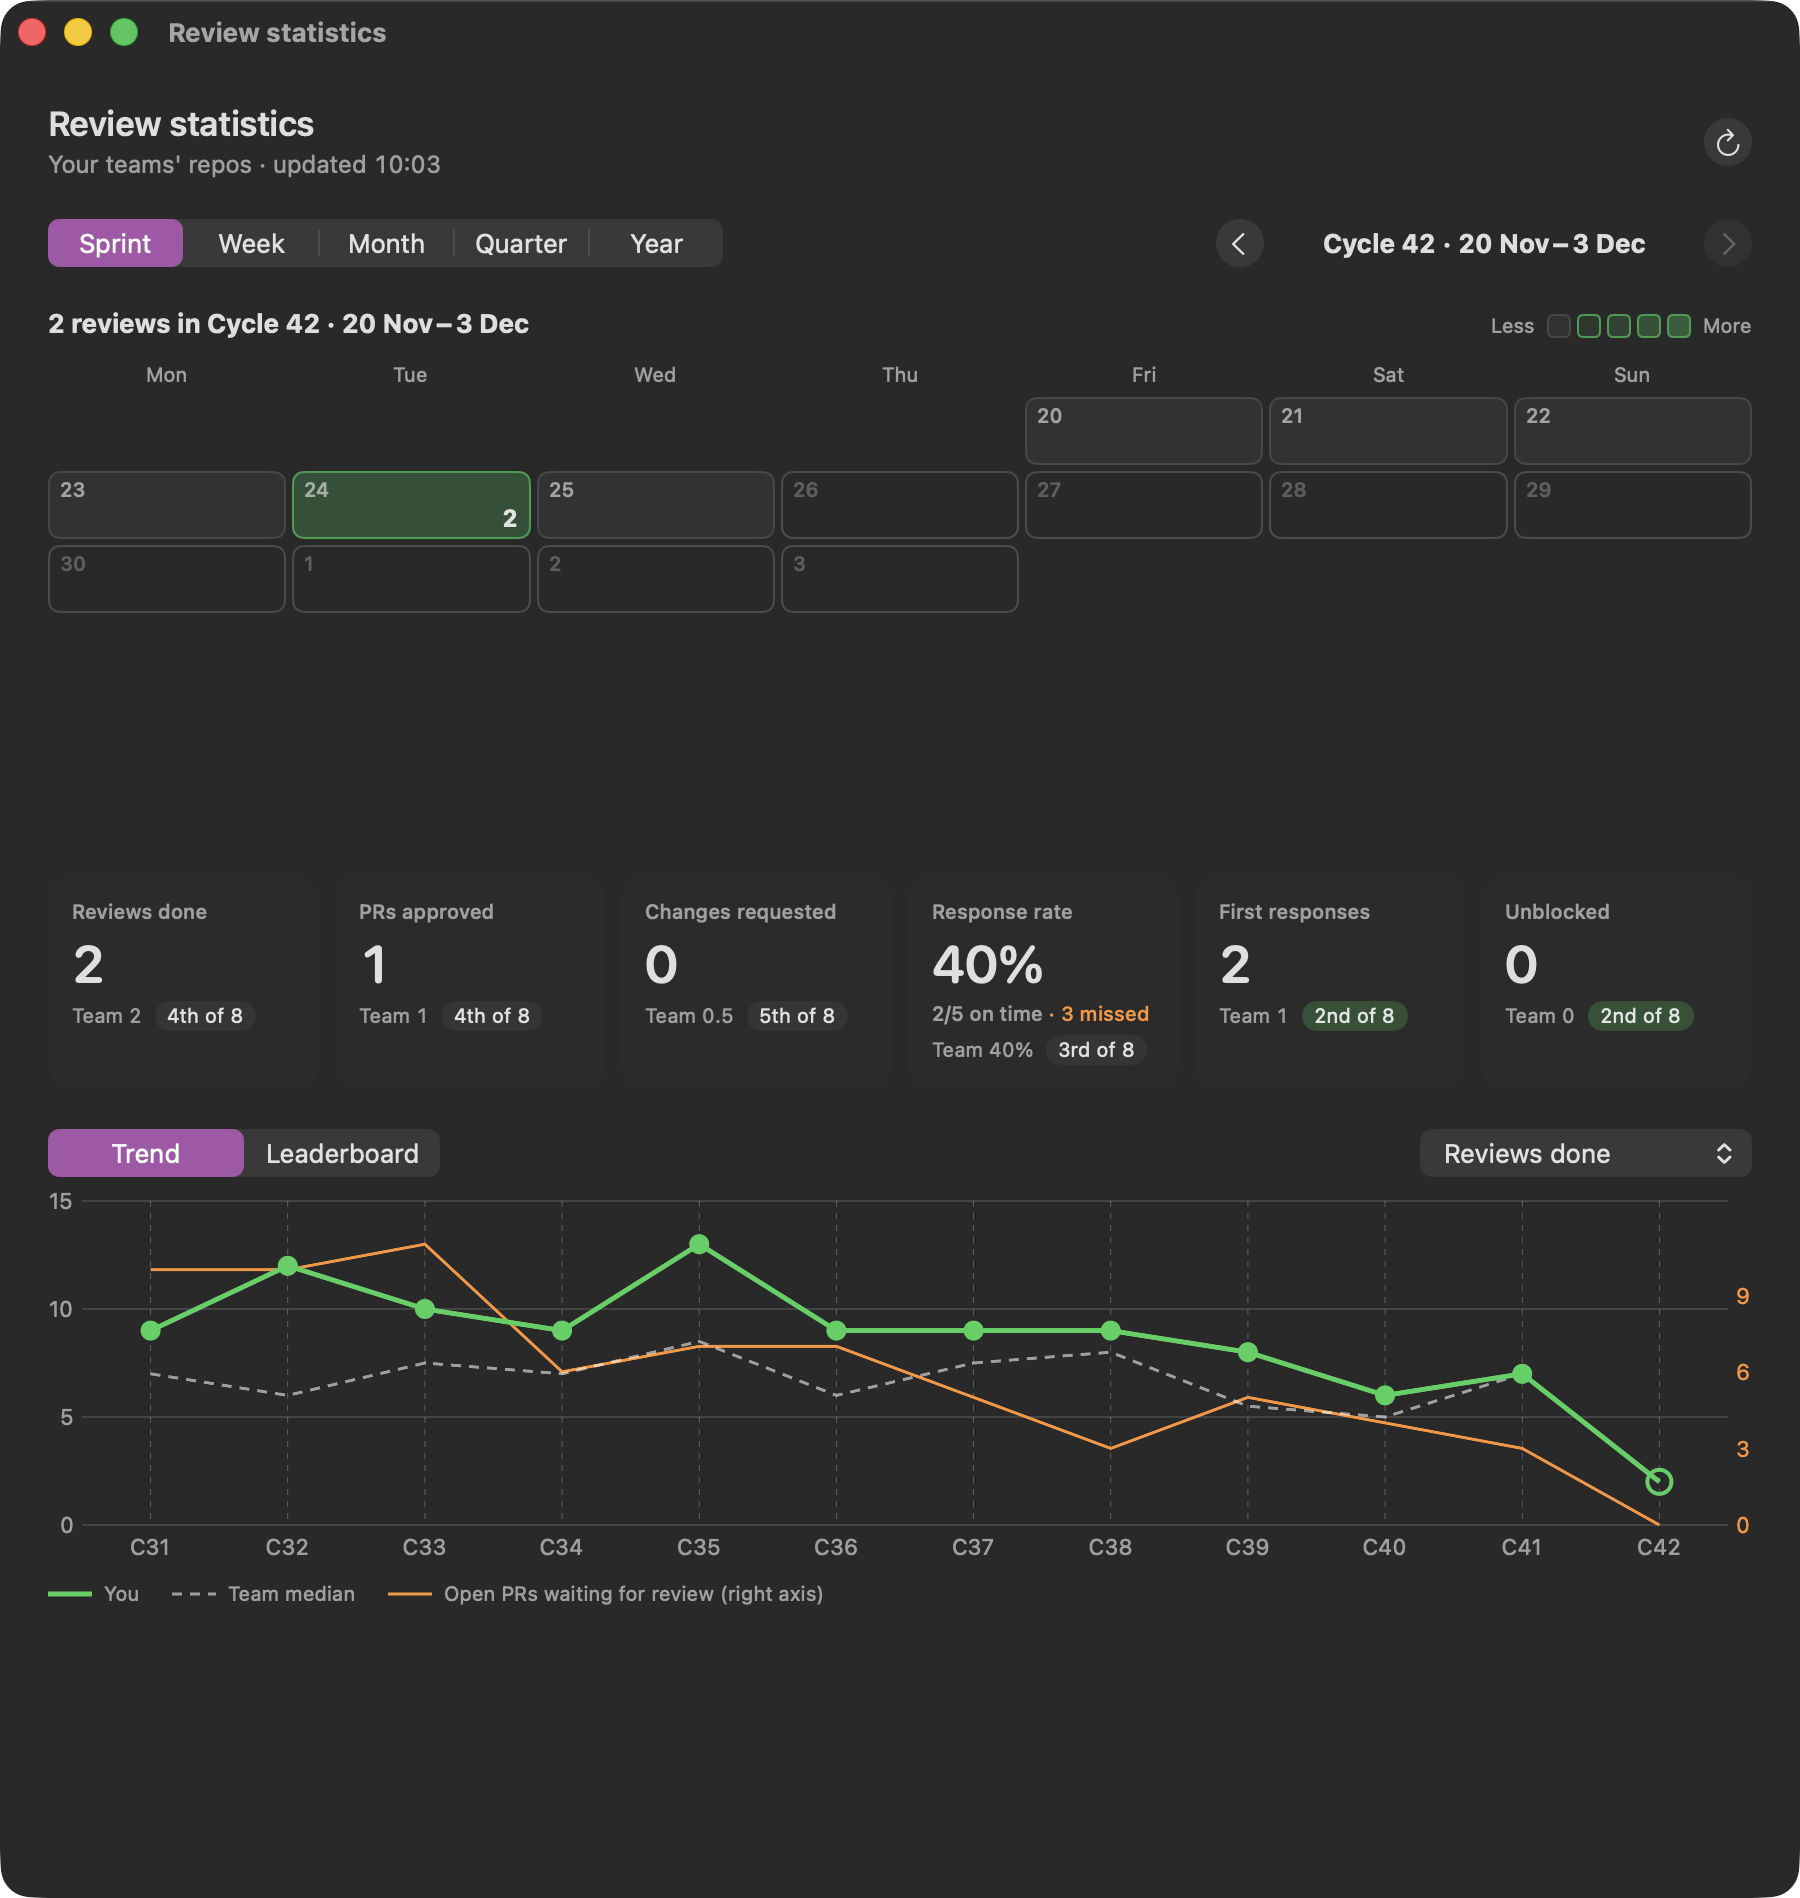 Review statistics
Review statistics
Your teams' repos · updated 10:03
Sprint Week Month Quarter Year
Cycle 42 · 20 Nov – 3 Dec
2 reviews in Cycle 42 · 20 Nov – 3 Dec
Less More
Mon Tue Wed Thu Fri Sat Sun
20 21 22
23 24 25 26 27 28 29
2
30 1 2 3
Reviews done
2
Team 2 4th of 8
PRs approved
1
Team 1 4th of 8
Changes requested
0
Team 0.5 5th of 8
Response rate
40%
2/5 on time · 3 missed
Team 40% 3rd of 8
First responses
2
Team 1 2nd of 8
Unblocked
0
Team 0 2nd of 8
Trend Leaderboard
Reviews done
15
10 9
6
5
3
0 0
C31 C32 C33 C34 C35 C36 C37 C38 C39 C40 C41 C42
You Team median Open PRs waiting for review (right axis)